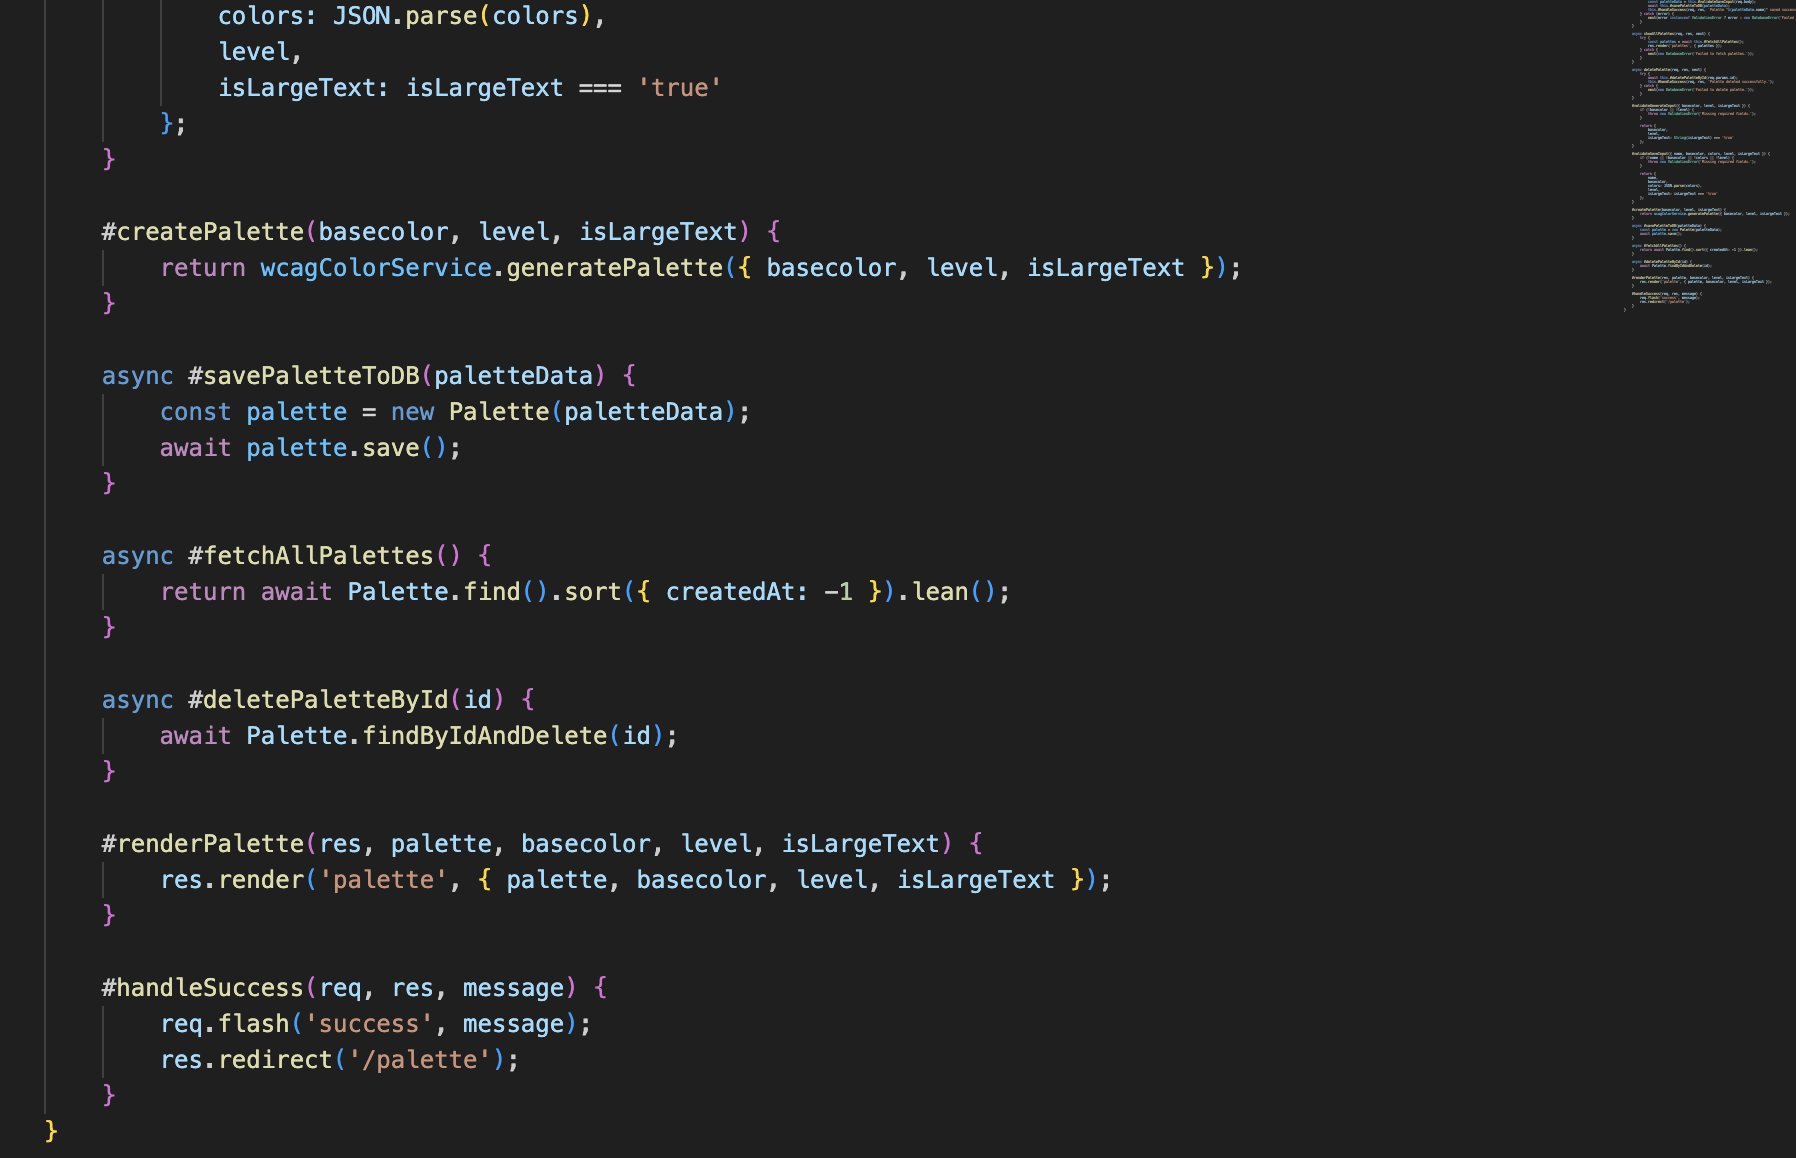 colors: JSON.parse(colors),
level,
isLargeText: isLargeText === 'true'
};
}
#createPalette(basecolor, level, isLargeText) {
return wcagColorService.generatePalette({ basecolor, level, isLargeText });
}
async #savePaletteToDB(paletteData) {
const palette = new Palette(paletteData);
await palette.save();
}
async #fetchAllPalettes() {
return await Palette.find().sort({ createdAt: -1 }).lean();
}
async #deletePaletteById(id) {
await Palette.findByIdAndDelete(id);
}
#renderPalette(res, palette, basecolor, level, isLargeText) {
res.render('palette', { palette, basecolor, level, isLargeText });
}
#handleSuccess(req, res, message) {
req.flash('success', message);
res.redirect('/palette');
}
}